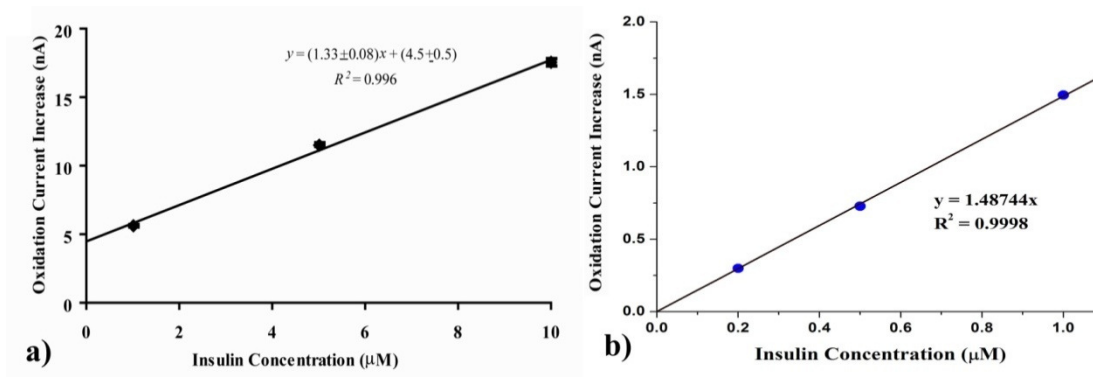 20
15
10
5
0
Oxidation Current Increase (nA)
y = (1.33±0.08)x + (4.5±0.5)
R² = 0.996
0 2 4 6 8 10
Insulin Concentration (μM)
a)
2.0
1.5
1.0
0.5
0.0
Oxidation Current Increase (nA)
y = 1.48744x
R² = 0.9998
0.0 0.2 0.4 0.6 0.8 1.0
Insulin Concentration (μM)
b)